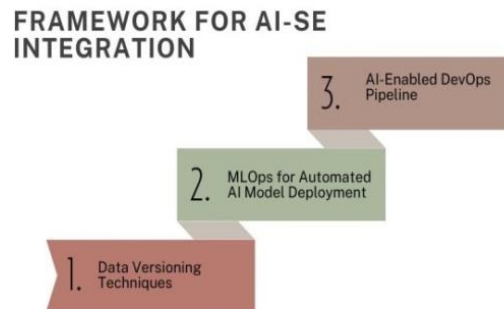 FRAMEWORK FOR AI-SE
INTEGRATION
3.
AI-Enabled DevOps
Pipeline
2.
MLOps for Automated
AI Model Deployment
1.
Data Versioning
Techniques